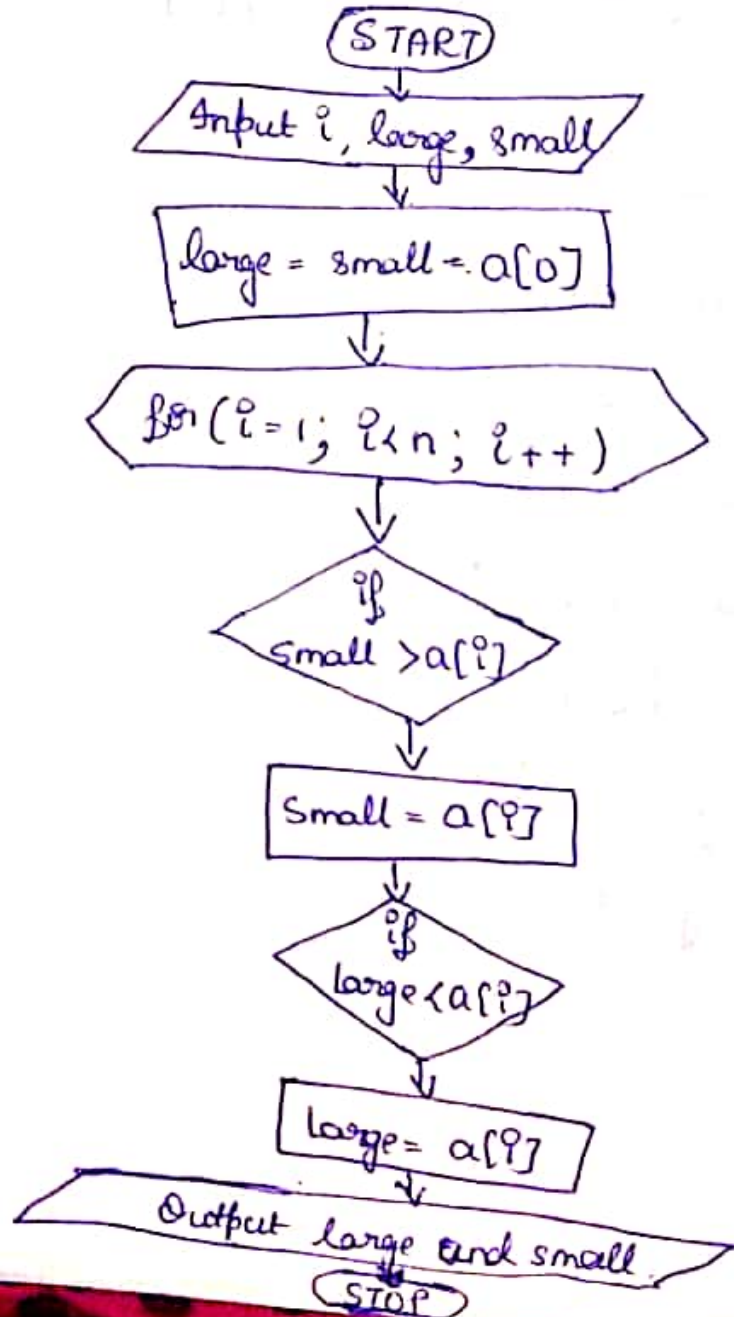 START
Input i, large, small
large = small = a[0]
for (i=1; i<n; i++)
if
small > a[i]
Small = a[i]
if
large < a[i]
large = a[i]
Output large and small.
STOP